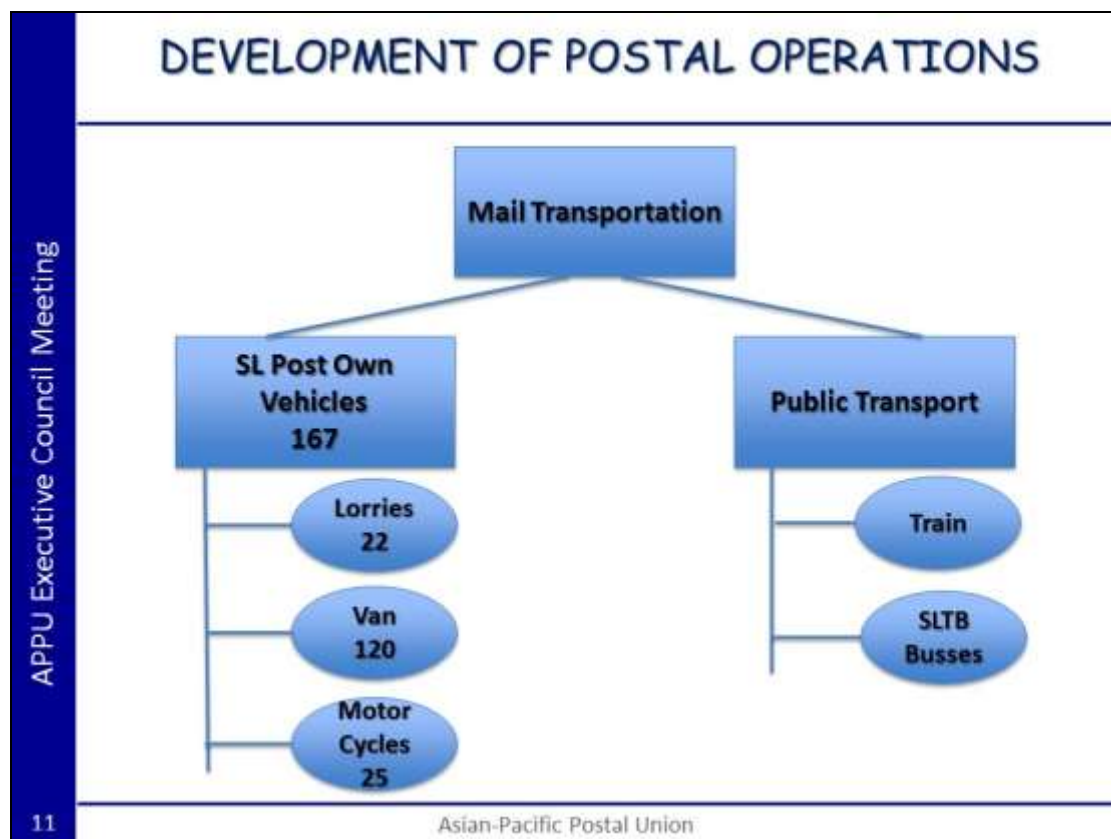 DEVELOPMENT OF POSTAL OPERATIONS
APPU Executive Council Meeting
Mail Transportation
SL Post Own
Vehicles
167
Lorries
22
Van
120
Motor
Cycles
25
Public Transport
Train
SLTB
Busses
11
Asian-Pacific Postal Union